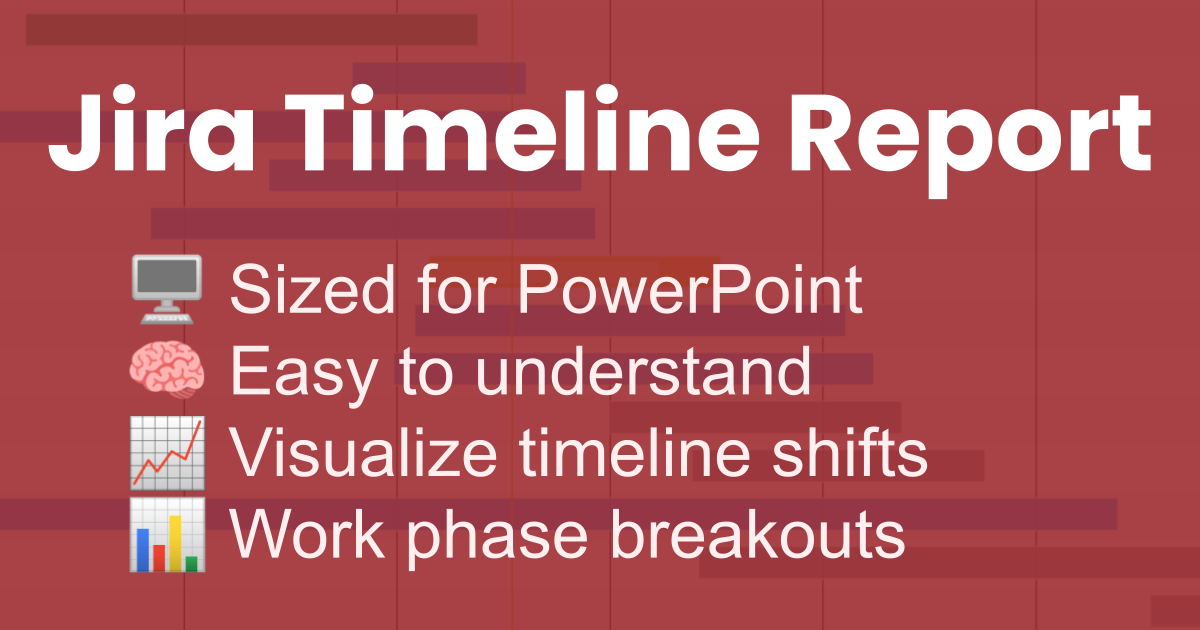 Jira Timeline Report
Sized for PowerPoint
Easy to understand
Visualize timeline shifts
Work phase breakouts